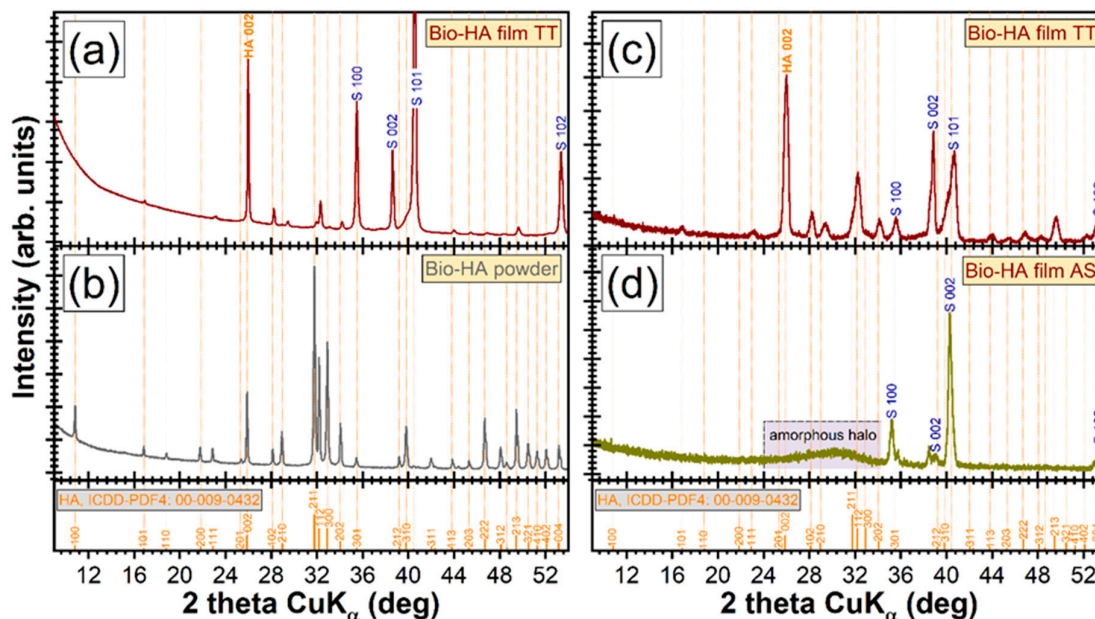 (a)
HA 002
Bio-HA film TT
S 100
S 002
S 101
S 102
(b)
Bio-HA powder
HA, ICDD-PDF4: 00-009-0432
100
101
110
200
111
201
002
102
210
211
112
300
202
301
212
310
311
113
203
222
312
213
321
410
402
004
12 16 20 24 28 32 36 40 44 48 52
2 theta CuKα (deg)
Intensity (arb. units)
(c)
HA 002
Bio-HA film TT
S 100
S 002
S 101
(d)
Bio-HA film AS
amorphous halo
S 100
S 002
S 002
HA, ICDD-PDF4: 00-009-0432
100
101
110
200
111
201
002
102
210
211
112
300
202
301
212
310
311
113
203
222
312
213
321
410
402
12 16 20 24 28 32 36 40 44 48 52
2 theta CuKα (deg)